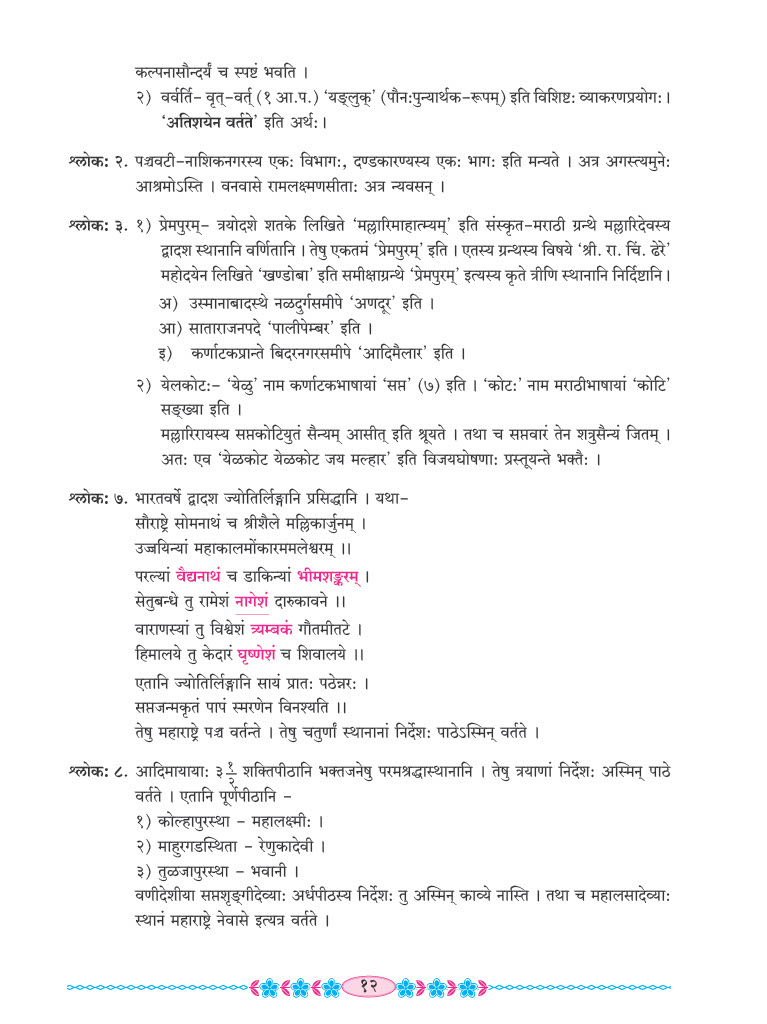 कल्पनासौन्दर्यं च स्पष्टं भवति ।
२) वर्वर्ति- वृत्-वर्त् (१ आ.प.) ‘यङ्लुक्’ (पौन:पुन्यार्थक-रूपम्) इति विशिष्ट: व्याकरणप्रयोग:।
‘अतिशयेन वर्तते’ इति अर्थ:।
श्लोक: २. पञ्चवटी-नाशिकनगरस्य एक: विभाग:, दण्डकारण्यस्य एक: भाग: इति मन्यते । अत्र अगस्त्यमुने:
आश्रमोऽस्ति । वनवासे रामलक्ष्मणसीता: अत्र न्यवसन् ।
श्लोक: ३. १) प्रेमपुरम्- त्रयोदशे शतके लिखिते ‘मल्लारिमाहात्म्यम्’ इति संस्कृत-मराठी ग्रन्थे मल्लारिदेवस्य
द्वादश स्थानानि वर्णितानि । तेषु एकतमं ‘प्रेमपुरम्’ इति । एतस्य ग्रन्थस्य विषये ‘श्री. रा. चिं. ढेरे’
महोदयेन लिखिते ‘खण्डोबा’ इति समीक्षाग्रन्थे ‘प्रेमपुरम्’ इत्यस्य कृते त्रीणि स्थानानि निर्दिष्टानि।
अ) उस्मानाबादस्थे नळदुर्गसमीपे ‘अणदूर’ इति ।
आ) साताराजनपदे ‘पालीपेम्बर’ इति ।
इ) कर्णाटकप्रान्ते बिदरनगरसमीपे ‘आदिमैलार’ इति ।
२) येलकोट:- ‘येळु’ नाम कर्णाटकभाषायां ‘सप्त’ (७) इति । ‘कोट:’ नाम मराठीभाषायां ‘कोटि’
सङ्ख्या इति ।
मल्लारिरायस्य सप्तकोटियुतं सैन्यम् आसीत् इति श्रूयते । तथा च सप्तवारं तेन शत्रुसैन्यं जितम् ।
अत: एव ‘येळकोट येळकोट जय मल्हार’ इति विजयघोषणा: प्रस्तूयन्ते भक्तै: ।
श्लोक: ७. भारतवर्षे द्वादश ज्योतिर्लिङ्गानि प्रसिद्धानि । यथा-
सौराष्ट्रे सोमनाथं च श्रीशैले मल्लिकार्जुनम् ।
उज्जयिन्यां महाकालमोंकारममलेश्वरम् ।।
परल्यां वैद्यनाथं च डाकिन्यां भीमशङ्करम् ।
सेतुबन्धे तु रामेशं नागेशं दारुकावने ।।
वाराणस्यां तु विश्वेशं त्र्यम्बकं गौतमीतटे ।
हिमालये तु केदारं घृष्णेशं च शिवालये ।।
एतानि ज्योतिर्लिङ्गानि सायं प्रात: पठेन्नर: ।
सप्तजन्मकृतं पापं स्मरणेन विनश्यति ।।
तेषु महाराष्ट्रे पञ्च वर्तन्ते । तेषु चतुर्णां स्थानानां निर्देश: पाठेऽस्मिन् वर्तते ।
श्लोक: ८. आदिमायाया: ३१/२ शक्तिपीठानि भक्तजनेषु परमश्रद्धास्थानानि । तेषु त्रयाणां निर्देश: अस्मिन् पाठे
वर्तते । एतानि पूर्णपीठानि -
१) कोल्हापुरस्था - महालक्ष्मी: ।
२) माहुरगडस्थिता - रेणुकादेवी ।
३) तुळजापुरस्था - भवानी ।
वणीदेशीया सप्तशृङ्गीदेव्या: अर्धपीठस्य निर्देश: तु अस्मिन् काव्ये नास्ति । तथा च महालसादेव्या:
स्थानं महाराष्ट्रे नेवासे इत्यत्र वर्तते ।
१२